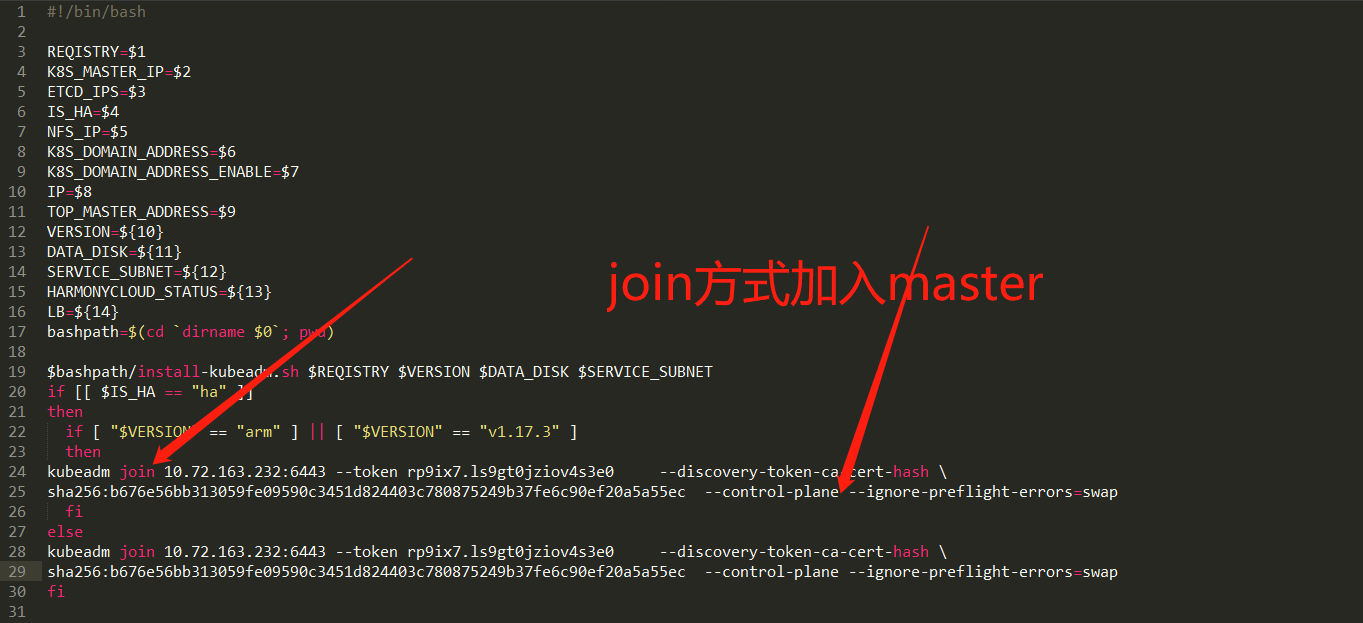 1 #!/bin/bash
2
3 REQISTRY=$1
4 K8S_MASTER_IP=$2
5 ETCD_IPS=$3
6 IS_HA=$4
7 NFS_IP=$5
8 K8S_DOMAIN_ADDRESS=$6
9 K8S_DOMAIN_ADDRESS_ENABLE=$7
10 IP=$8
11 TOP_MASTER_ADDRESS=$9
12 VERSION=${10}
13 DATA_DISK=${11}
14 SERVICE_SUBNET=${12}
15 HARMONYCLOUD_STATUS=${13}
join方式加入master
16 LB=${14}
17 bashpath=$(cd `dirname $0`; pwd)
18
19 $bashpath/install-kubeadm.sh $REQISTRY $VERSION $DATA_DISK $SERVICE_SUBNET
20 if [[ $IS_HA == "ha" ]]
21 then
22 if [ "$VERSION" == "arm" ] || [ "$VERSION" == "v1.17.3" ]
23 then
24 kubeadm join 10.72.163.232:6443 --token rp9ix7.ls9gt0jziov4s3e0 --discovery-token-ca-cert-hash \
25 sha256:b676e56bb313059fe09590c3451d824403c780875249b37fe6c90ef20a5a55ec --control-plane --ignore-preflight-errors=swap
26 fi
27 else
28 kubeadm join 10.72.163.232:6443 --token rp9ix7.ls9gt0jziov4s3e0 --discovery-token-ca-cert-hash \
29 sha256:b676e56bb313059fe09590c3451d824403c780875249b37fe6c90ef20a5a55ec --control-plane --ignore-preflight-errors=swap
30 fi
31